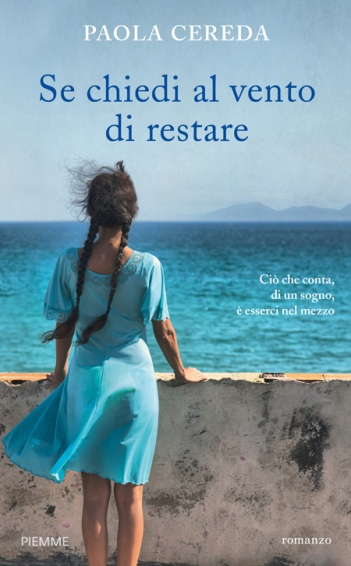 PAOLA CEREDA
Se chiedi al vento
di restare
Ciò che conta,
di un sogno,
è esserci nel mezzo
PIEMME
romanzo